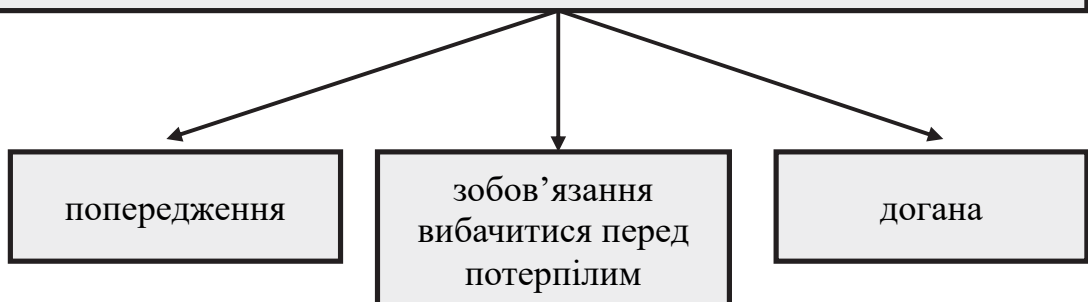 попередження
зобов’язання
вибачитися перед
потерпілим
догана